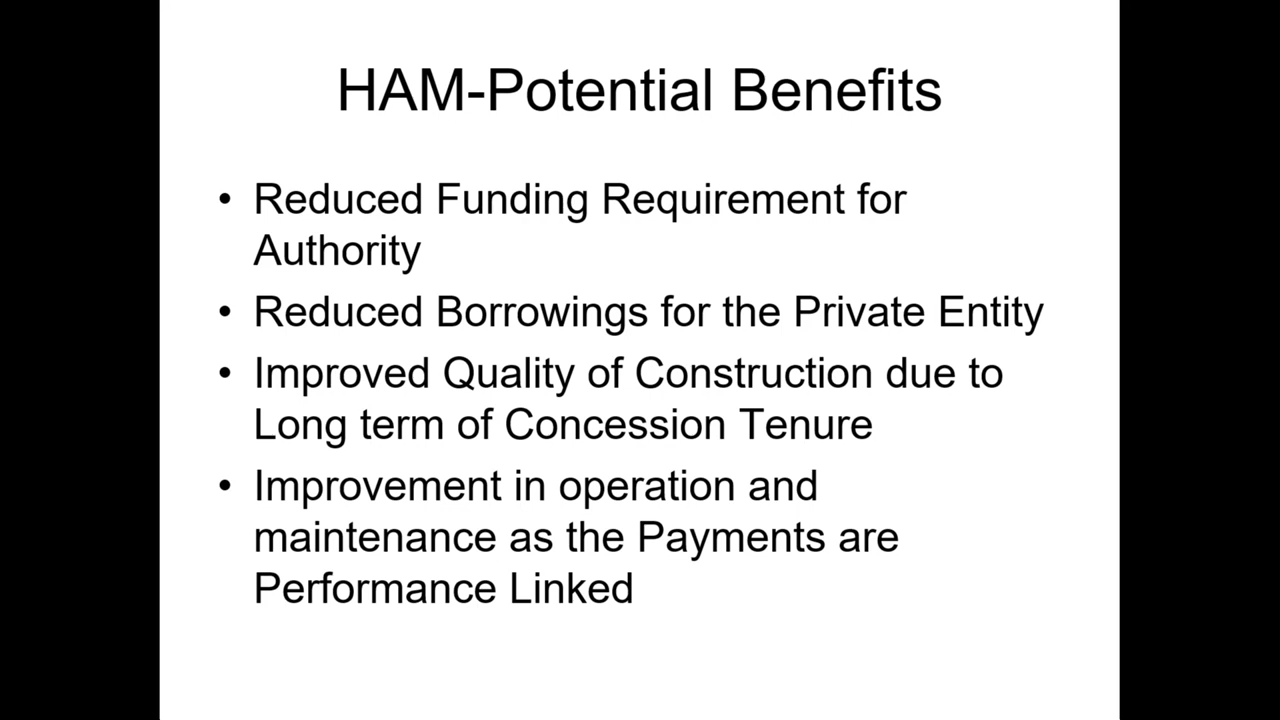 HAM-Potential Benefits
• Reduced Funding Requirement for
Authority
• Reduced Borrowings for the Private Entity
• Improved Quality of Construction due to
Long term of Concession Tenure
• Improvement in operation and
maintenance as the Payments are
Performance Linked